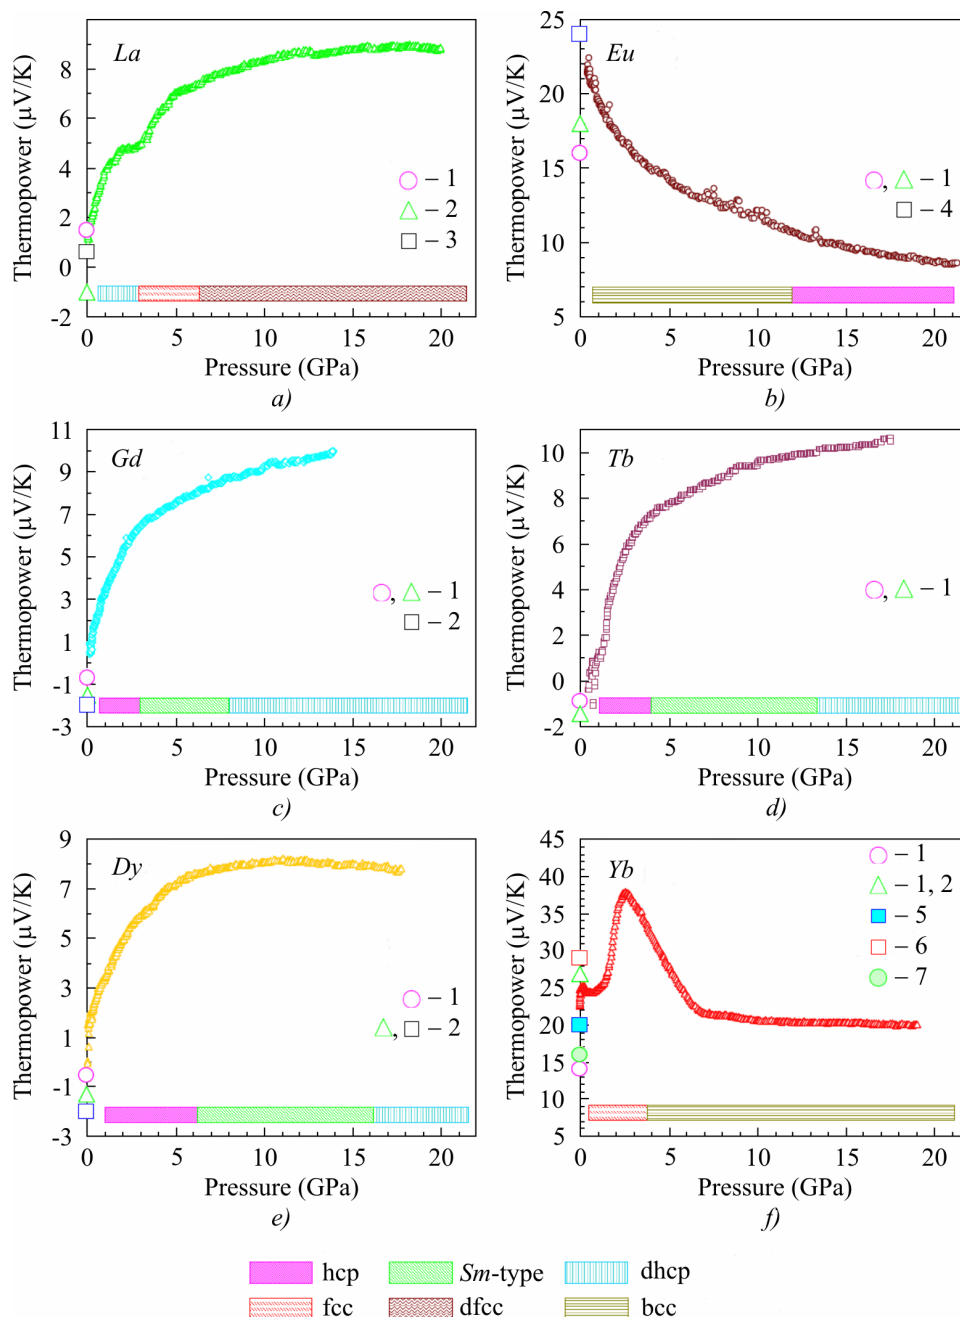 La
Thermopower (μV/K)
8
6
4
2
0
-2
– 1
– 2
– 3
0
5
10
15
20
Pressure (GPa)
a)
Eu
Thermopower (μV/K)
25
20
15
10
5
, – 1
– 4
0
5
10
15
20
Pressure (GPa)
b)
Gd
Thermopower (μV/K)
11
9
7
5
3
1
-1
-3
, – 1
– 2
0
5
10
15
20
Pressure (GPa)
c)
Tb
Thermopower (μV/K)
10
8
6
4
2
0
-2
, – 1
0
5
10
15
20
Pressure (GPa)
d)
Dy
Thermopower (μV/K)
9
7
5
3
1
-1
-3
– 1
, – 2
0
5
10
15
20
Pressure (GPa)
e)
Yb
Thermopower (μV/K)
45
40
35
30
25
20
15
10
5
– 1
– 1, 2
– 5
– 6
– 7
0
5
10
15
20
Pressure (GPa)
f)
hcp Sm-type dhcp
fcc dfcc bcc